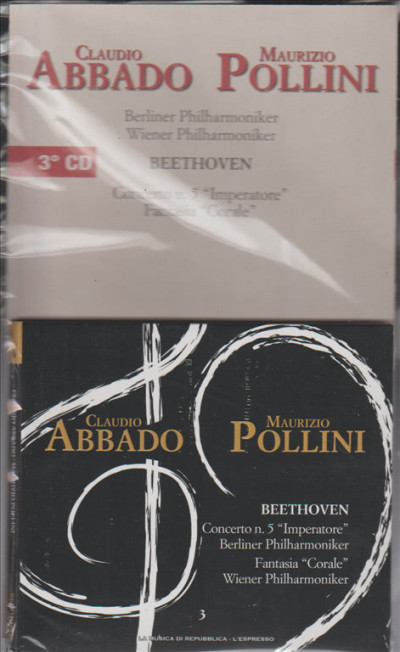 CLAUDIO MAURIZIO
ABBADO POLLINI
Berliner Philharmoniker
Wiener Philharmoniker
3° CD
BEETHOVEN
Concerto n. 5 "Imperatore"
Fantasia "Corale"
CLAUDIO MAURIZIO
ABBADO POLLINI
BEETHOVEN
Concerto n. 5 "Imperatore"
Berliner Philharmoniker
Fantasia "Corale"
Wiener Philharmoniker
3
LA MUSICA DI REPUBBLICA - L'ESPRESSO